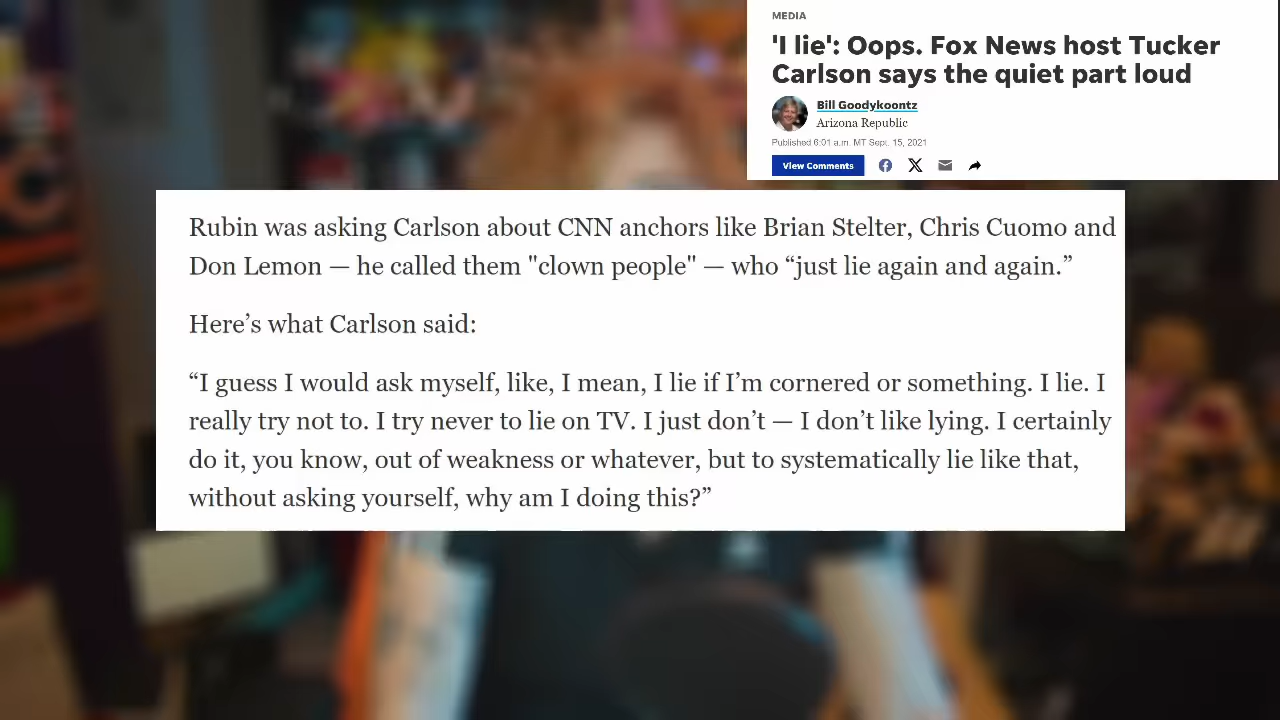 MEDIA
'I lie': Oops. Fox News host Tucker
Carlson says the quiet part loud
Bill Goodykoontz
Arizona Republic
Published 6:01 a.m. MT Sept. 15, 2021
View Comments
Rubin was asking Carlson about CNN anchors like Brian Stelter, Chris Cuomo and
Don Lemon — he called them "clown people" — who “just lie again and again.”
Here’s what Carlson said:
“I guess I would ask myself, like, I mean, I lie if I’m cornered or something. I lie. I
really try not to. I try never to lie on TV. I just don’t — I don’t like lying. I certainly
do it, you know, out of weakness or whatever, but to systematically lie like that,
without asking yourself, why am I doing this?”